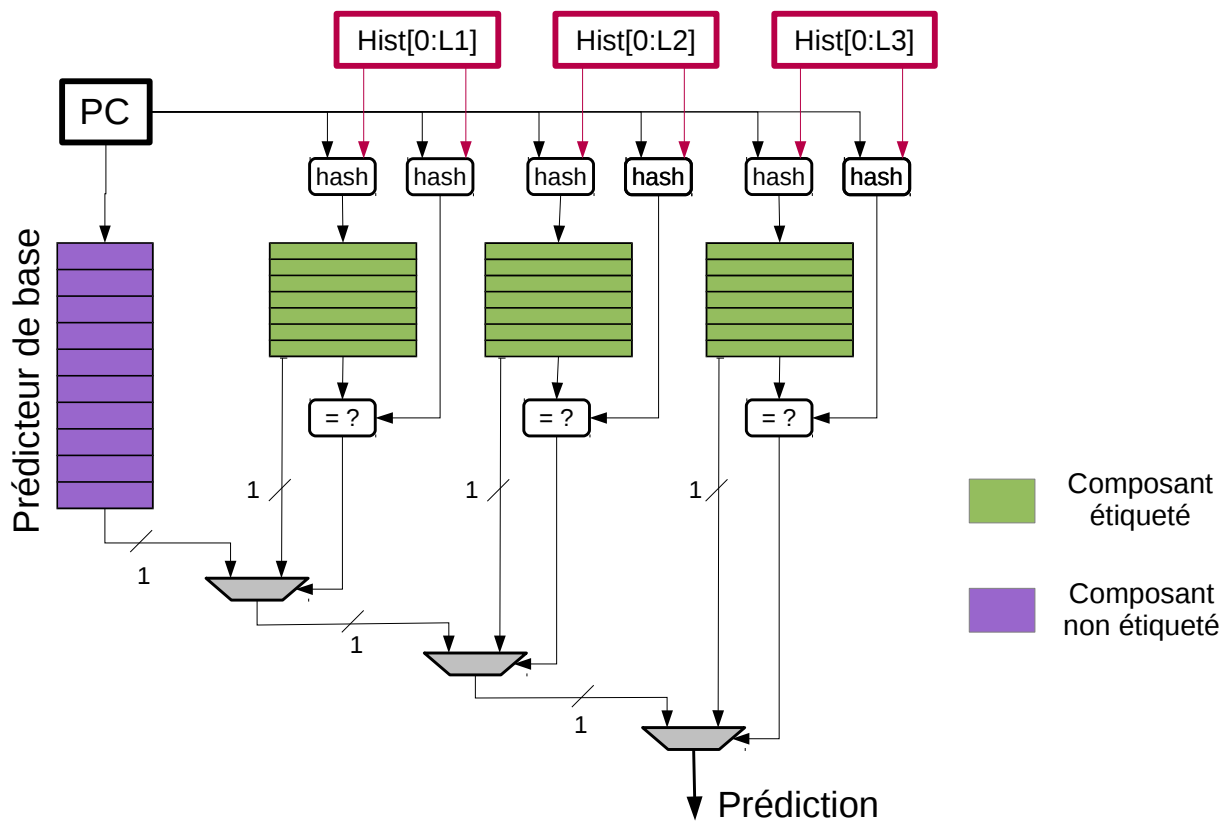 Hist[0:L1]
Hist[0:L2]
Hist[0:L3]
PC
hash
hash
hash
hash
hash
hash
Prédicteur de base
= ?
= ?
= ?
1
1
1
Composant
étiqueté
1
Composant
non étiqueté
1
1
Prédiction